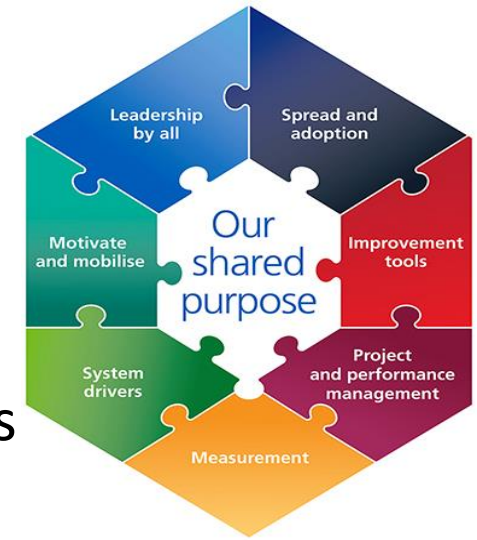 Leadership
by all
Spread and
adoption
Motivate
and mobilise
Our
shared
purpose
Improvement
tools
System
drivers
Project
and performance
management
s
Measurement